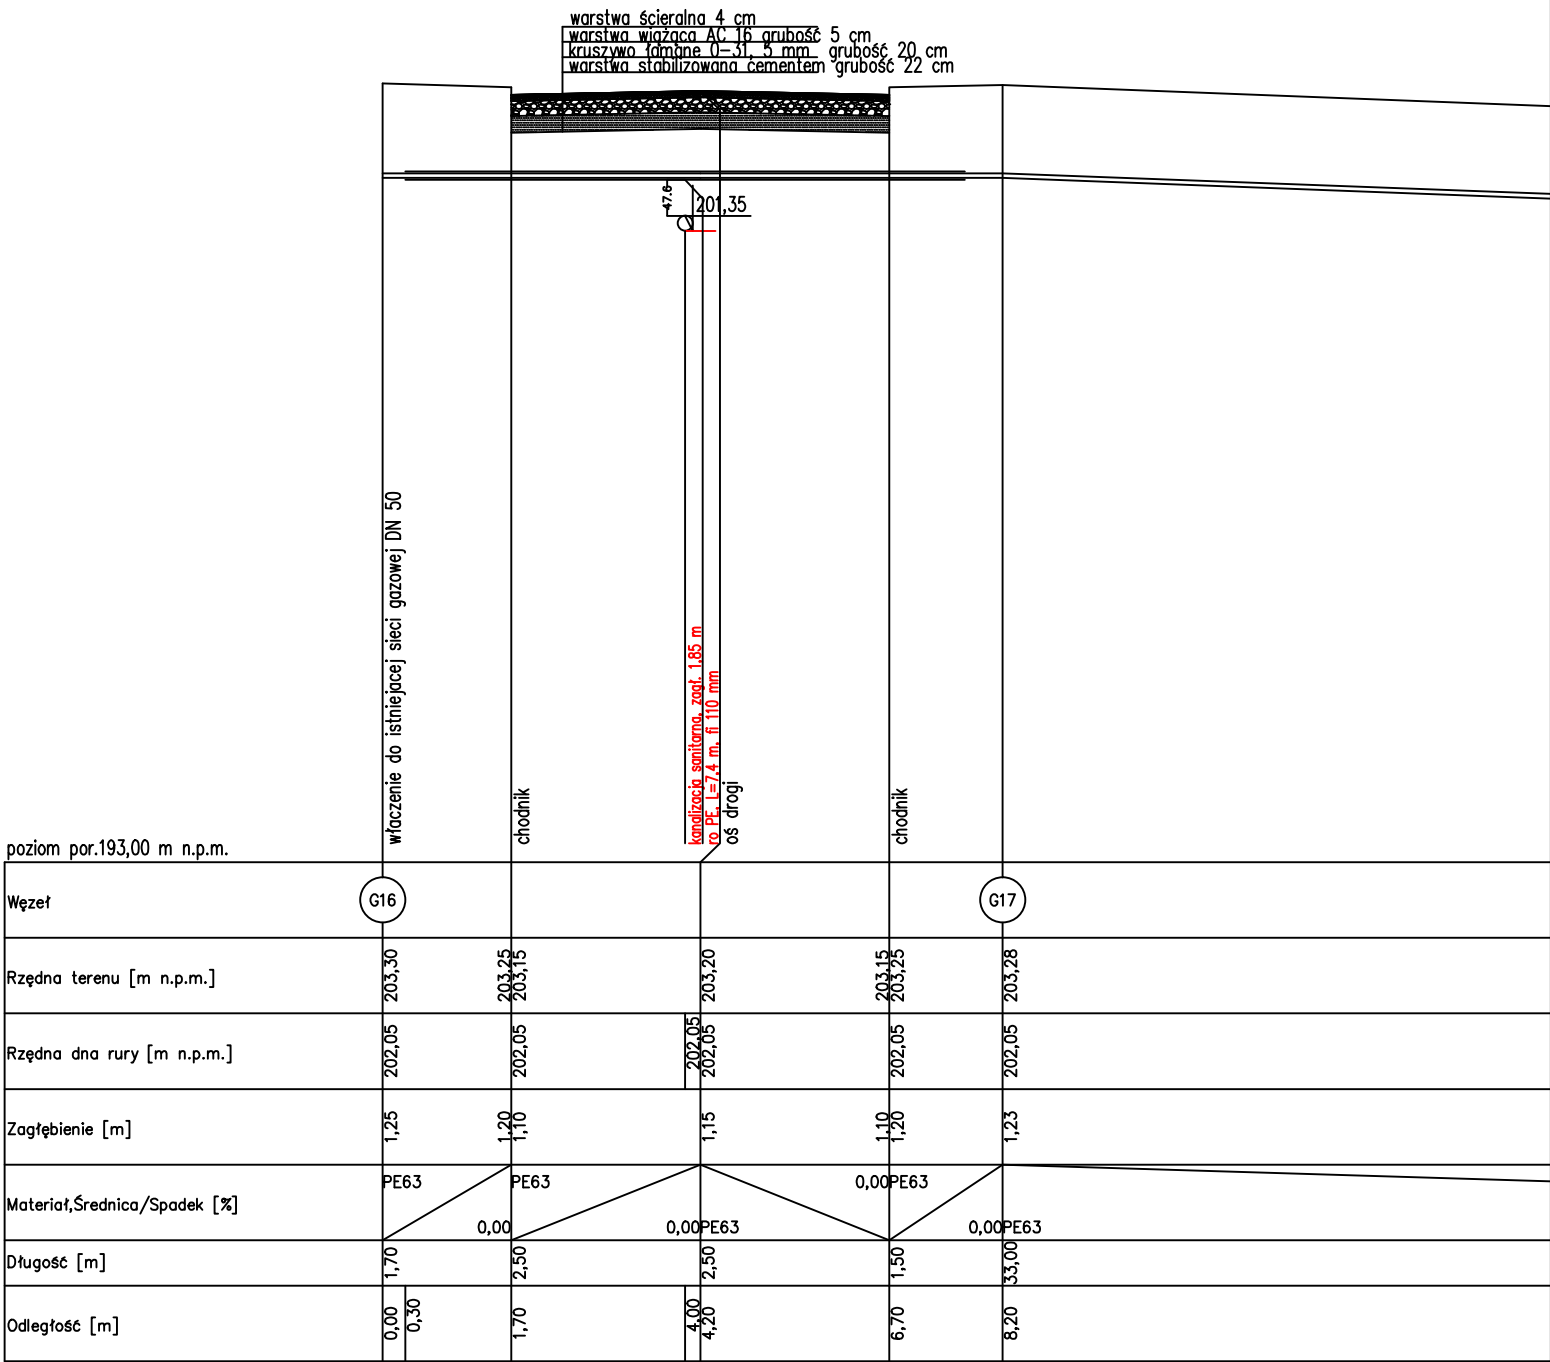 warstwa ścieralna 4 cm
warstwa wiążąca AC 16 grubość 5 cm
kruszywo łamane 0-31, 5 mm grubość 20 cm
warstwa stabilizowana cementem grubość 22 cm
47.6
201,35
włączenie do istniejącej sieci gazowej DN 50
chodnik
kanalizacja sanitarna, zagł. 1,85 m
ro PE, L=7,4 m, fi 110 mm
oś drogi
chodnik
poziom por.193,00 m n.p.m.
Węzeł G16 G17
Rzędna terenu [m n.p.m.] 203,30 203,25 203,15 203,20 203,15 203,25 203,28
Rzędna dna rury [m n.p.m.] 202,05 202,05 202,05 202,05 202,05 202,05
Zagłębienie [m] 1,25 1,20 1,10 1,15 1,10 1,20 1,23
PE63 PE63 0,00PE63
Materiał,Średnica/Spadek [%]
0,00 0,00PE63 0,00PE63
Długość [m] 1,70 2,50 2,50 1,50 33,00
Odległość [m] 0,00 0,30 1,70 4,00 4,20 6,70 8,20